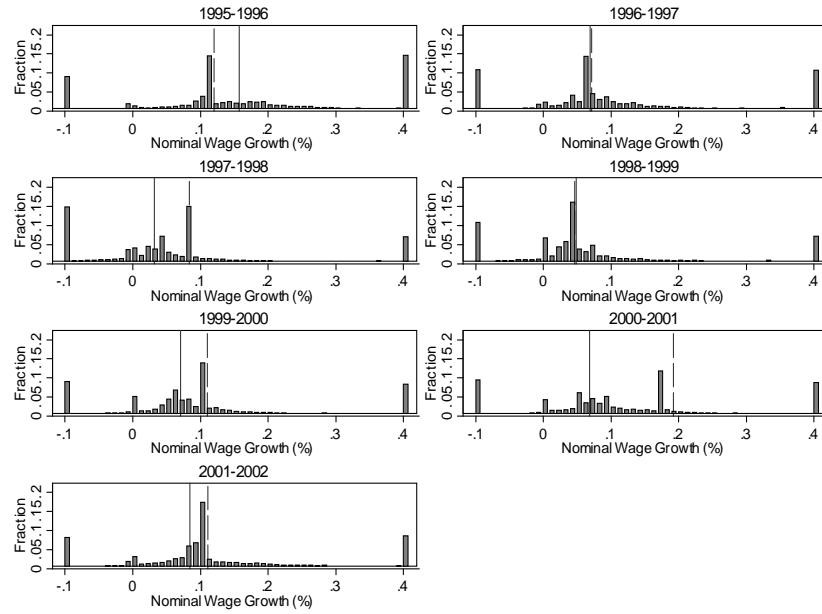 1995-1996
Fraction
0 .05 .1 .15 .2
-.1 0 .1 .2 .3 .4
Nominal Wage Growth (%)
1996-1997
Fraction
0 .05 .1 .15 .2
-.1 0 .1 .2 .3 .4
Nominal Wage Growth (%)
1997-1998
Fraction
0 .05 .1 .15 .2
-.1 0 .1 .2 .3 .4
Nominal Wage Growth (%)
1998-1999
Fraction
0 .05 .1 .15 .2
-.1 0 .1 .2 .3 .4
Nominal Wage Growth (%)
1999-2000
Fraction
0 .05 .1 .15 .2
-.1 0 .1 .2 .3 .4
Nominal Wage Growth (%)
2000-2001
Fraction
0 .05 .1 .15 .2
-.1 0 .1 .2 .3 .4
Nominal Wage Growth (%)
2001-2002
Fraction
0 .05 .1 .15 .2
-.1 0 .1 .2 .3 .4
Nominal Wage Growth (%)